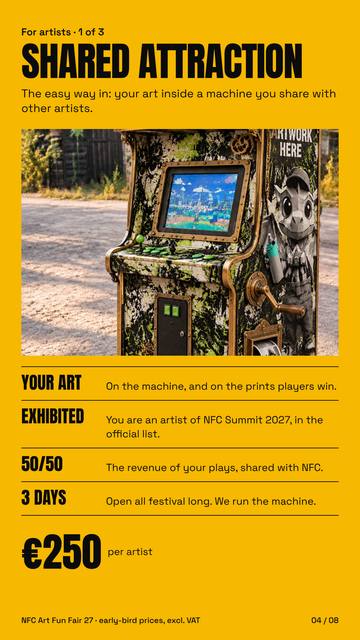 For artists · 1 of 3
SHARED ATTRACTION
The easy way in: your art inside a machine you share with
other artists.
ARTWORK
HERE
YOUR ART
On the machine, and on the prints players win.
EXHIBITED
You are an artist of NFC Summit 2027, in the
official list.
50/50
The revenue of your plays, shared with NFC.
3 DAYS
Open all festival long. We run the machine.
€250 per artist
NFC Art Fun Fair 27 · early-bird prices, excl. VAT
04 / 08